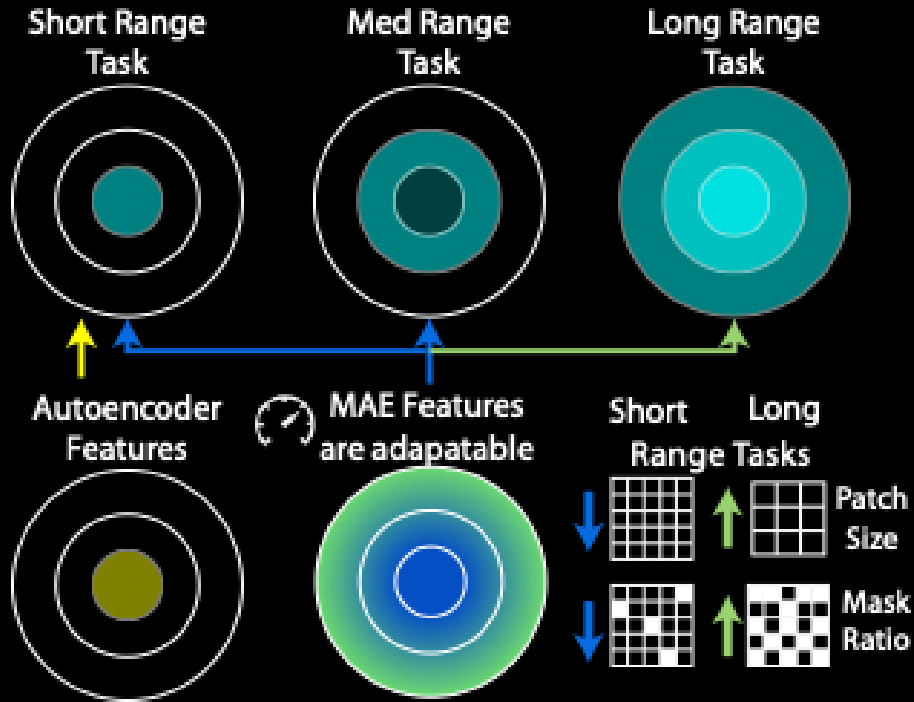 Short Range
Task
Med Range
Task
Long Range
Task
Autoencoder
Features
MAE Features
are adapatable
Short Long
Range Tasks
Patch
Size
Mask
Ratio